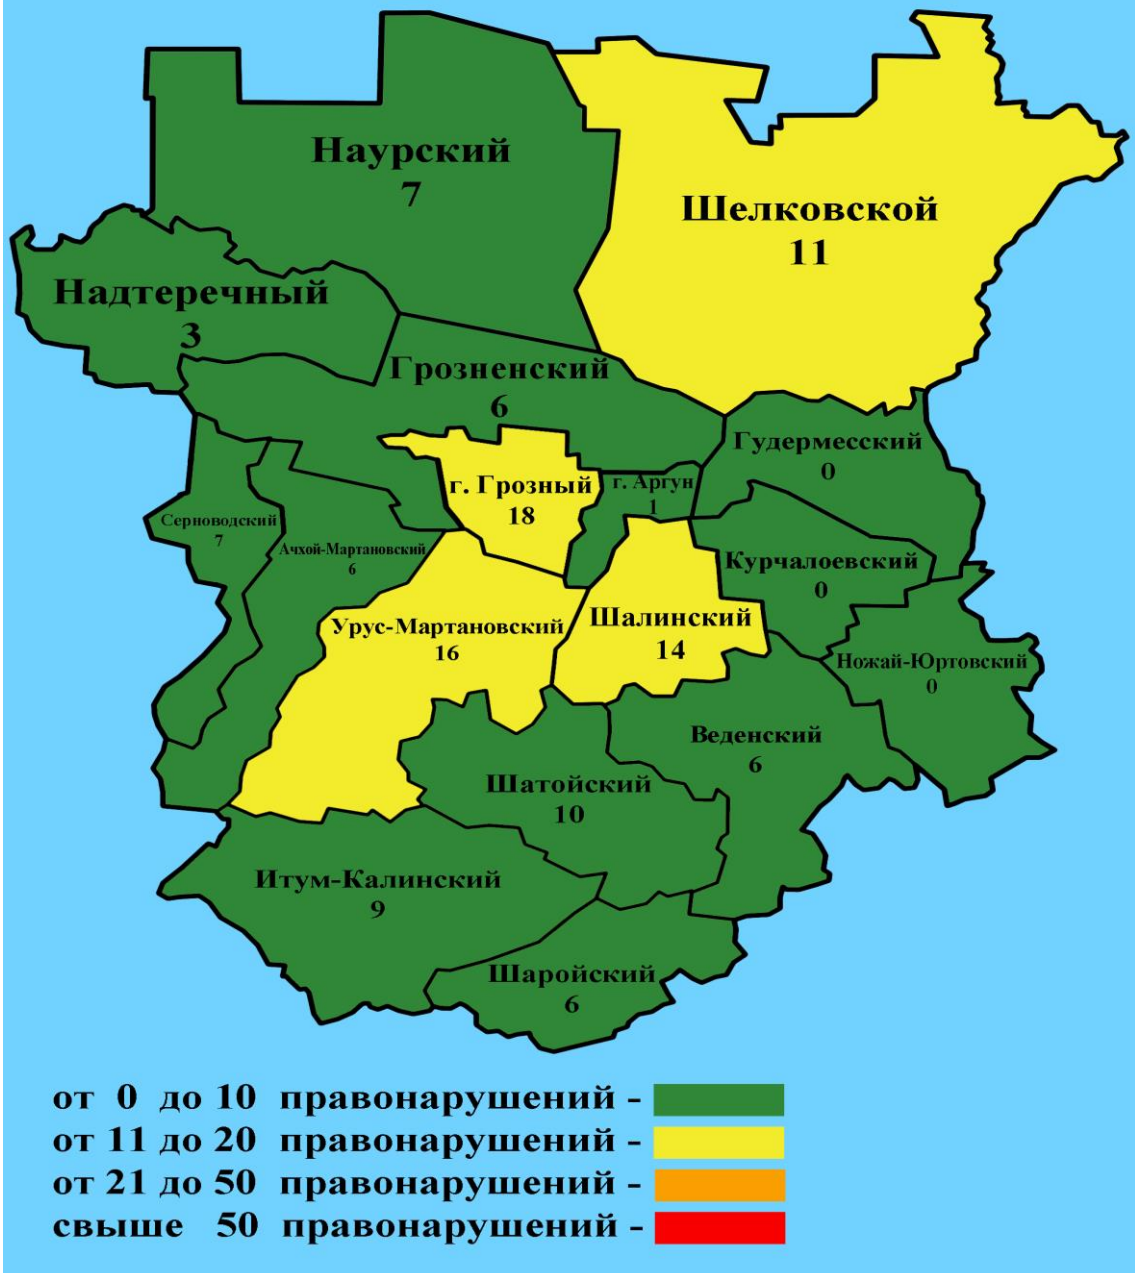 Наурский
7
Шелковской
11
Надтеречный
3
Грозненский
6
Гудермесский
0
г. Грозный
18
г. Аргун
1
Серноводский
7
Ачхой-Мартановский
6
Курчалоевский
0
Урус-Мартановский
16
Шалинский
14
Ножай-Юртовский
0
Веденский
6
Шатойский
10
Итум-Калинский
9
Шаройский
6
от 0 до 10 правонарушений -
от 11 до 20 правонарушений -
от 21 до 50 правонарушений -
свыше 50 правонарушений -